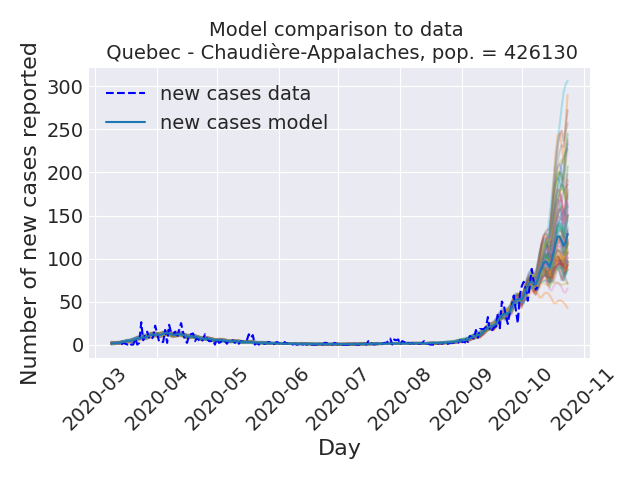 Model comparison to data
Quebec - Chaudière-Appalaches, pop. = 426130
Number of new cases reported
300
250
200
150
100
50
0
new cases data
new cases model
2020-03
2020-04
2020-05
2020-06
2020-07
2020-08
2020-09
2020-10
2020-11
Day